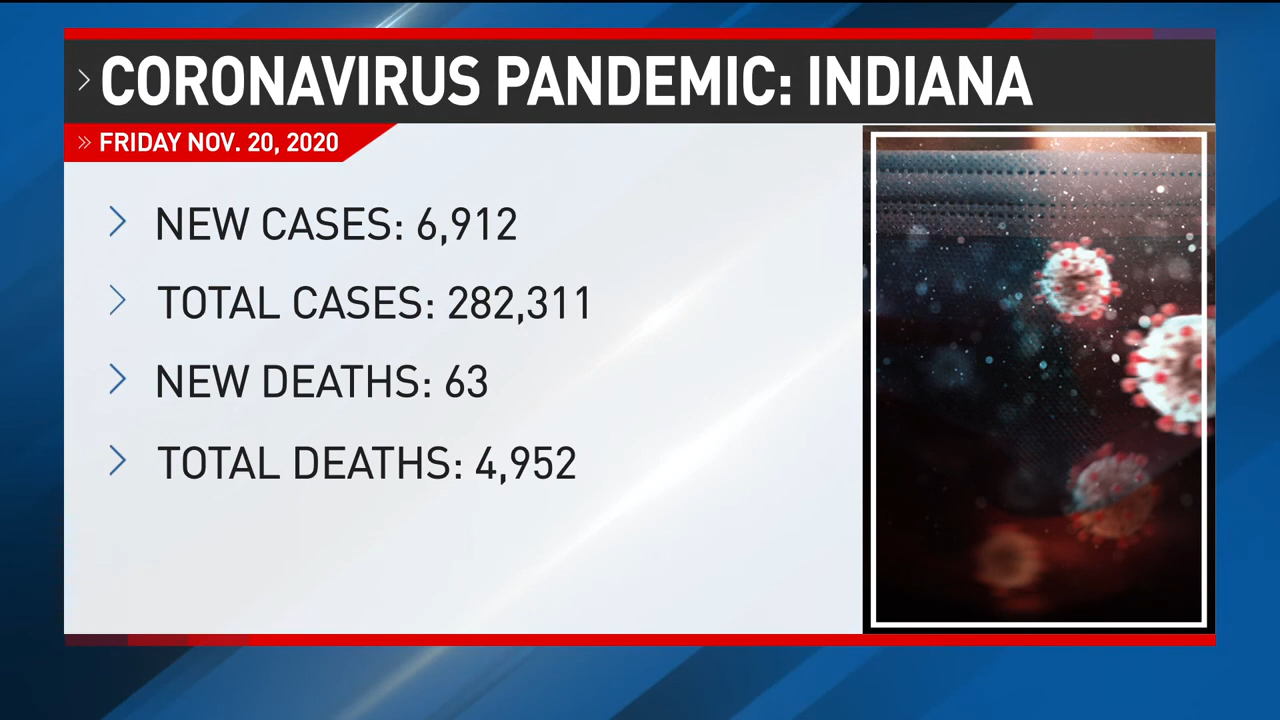 CORONAVIRUS PANDEMIC: INDIANA
FRIDAY NOV. 20, 2020
NEW CASES: 6,912
TOTAL CASES: 282,311
NEW DEATHS: 63
TOTAL DEATHS: 4,952